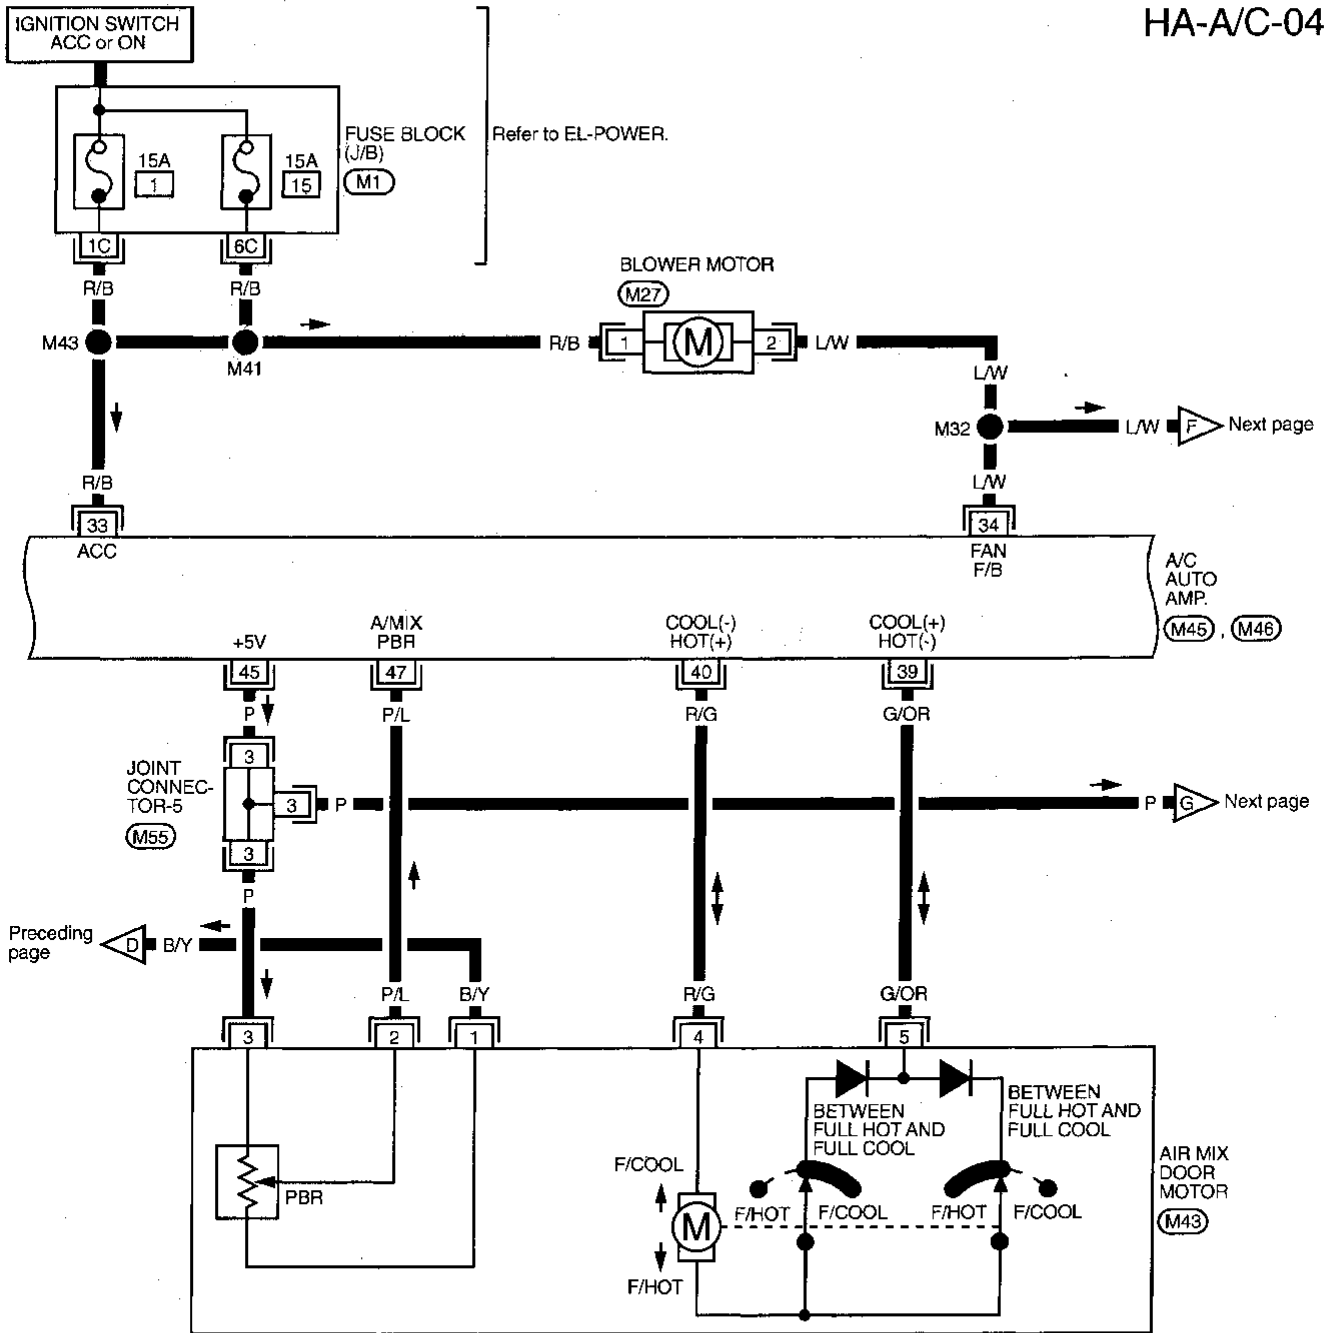 HA-A/C-04
IGNITION SWITCH
ACC or ON
FUSE BLOCK
(J/B)
M1
Refer to EL-POWER.
15A
1
15A
15
1C
6C
R/B
R/B
BLOWER MOTOR
M27
M43
M41
R/B
1
M
2
L/W
L/W
M32
L/W
F
Next page
R/B
L/W
33
34
ACC
FAN
F/B
A/C
AUTO
AMP.
M45 , M46
+5V
A/MIX
PBR
COOL(-)
HOT(+)
COOL(+)
HOT(-)
45
47
40
39
P
P/L
R/G
G/OR
3
JOINT
CONNEC-
TOR-5
M55
3
P
P
G
Next page
3
P
Preceding
page
D
B/Y
P/L
B/Y
R/G
G/OR
3
2
1
4
5
BETWEEN
FULL HOT AND
FULL COOL
BETWEEN
FULL HOT AND
FULL COOL
AIR MIX
DOOR
MOTOR
M43
PBR
F/COOL
M
F/HOT
F/HOT
F/COOL
F/HOT
F/COOL